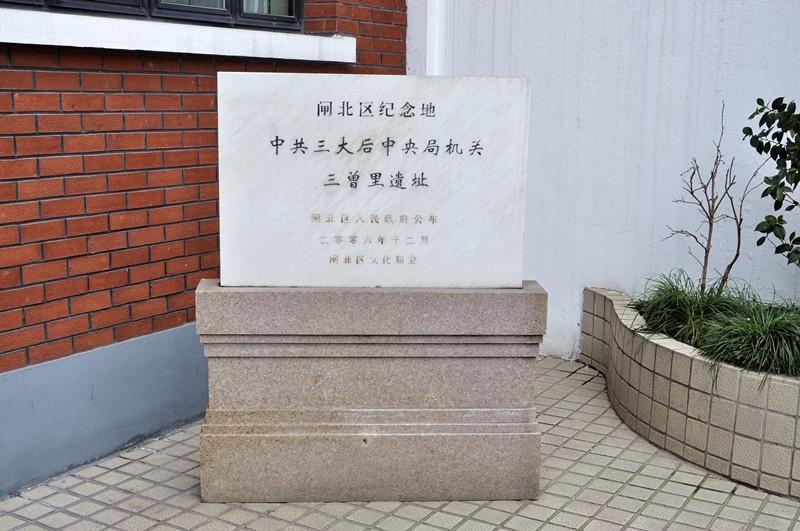 闸北区纪念地
中共三大后中央局机关
三曾里遗址
闸北区人民政府公布
二零零六年十二月
闸北区文化局立